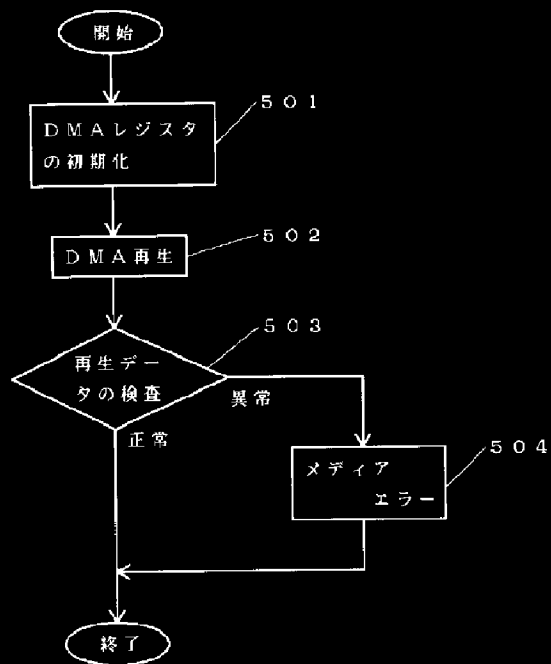 開始
501
DMAレジスタ
の初期化
502
DMA再生
503
再生デー
タの検査
異常
正常
504
メディア
エラー
終了